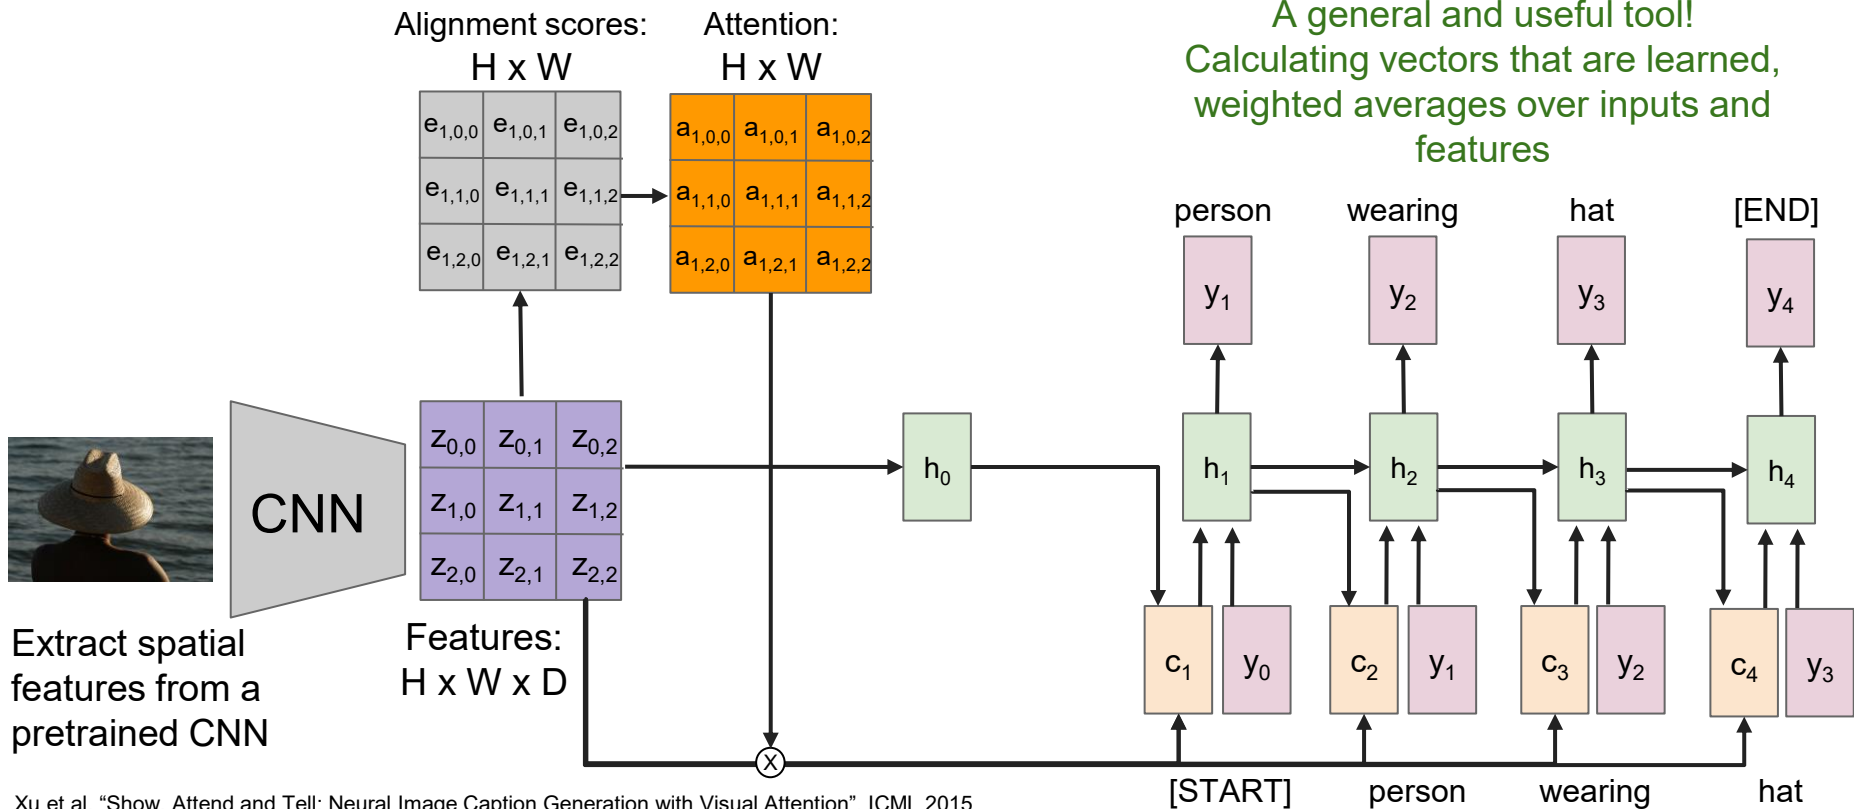 Alignment scores:
H x W
Attention:
H x W
A general and useful tool!
Calculating vectors that are learned,
weighted averages over inputs and
features
e1,0,0 e1,0,1 e1,0,2
e1,1,0 e1,1,1 e1,1,2
e1,2,0 e1,2,1 e1,2,2
a1,0,0 a1,0,1 a1,0,2
a1,1,0 a1,1,1 a1,1,2
a1,2,0 a1,2,1 a1,2,2
person wearing hat [END]
y1 y2 y3 y4
CNN
z0,0 z0,1 z0,2
z1,0 z1,1 z1,2
z2,0 z2,1 z2,2
h0 h1 h2 h3 h4
Extract spatial
features from a
pretrained CNN
Features:
H x W x D
c1 y0 c2 y1 c3 y2 c4 y3
X
[START] person wearing hat
Xu et al, “Show, Attend and Tell: Neural Image Caption Generation with Visual Attention”, ICML 2015